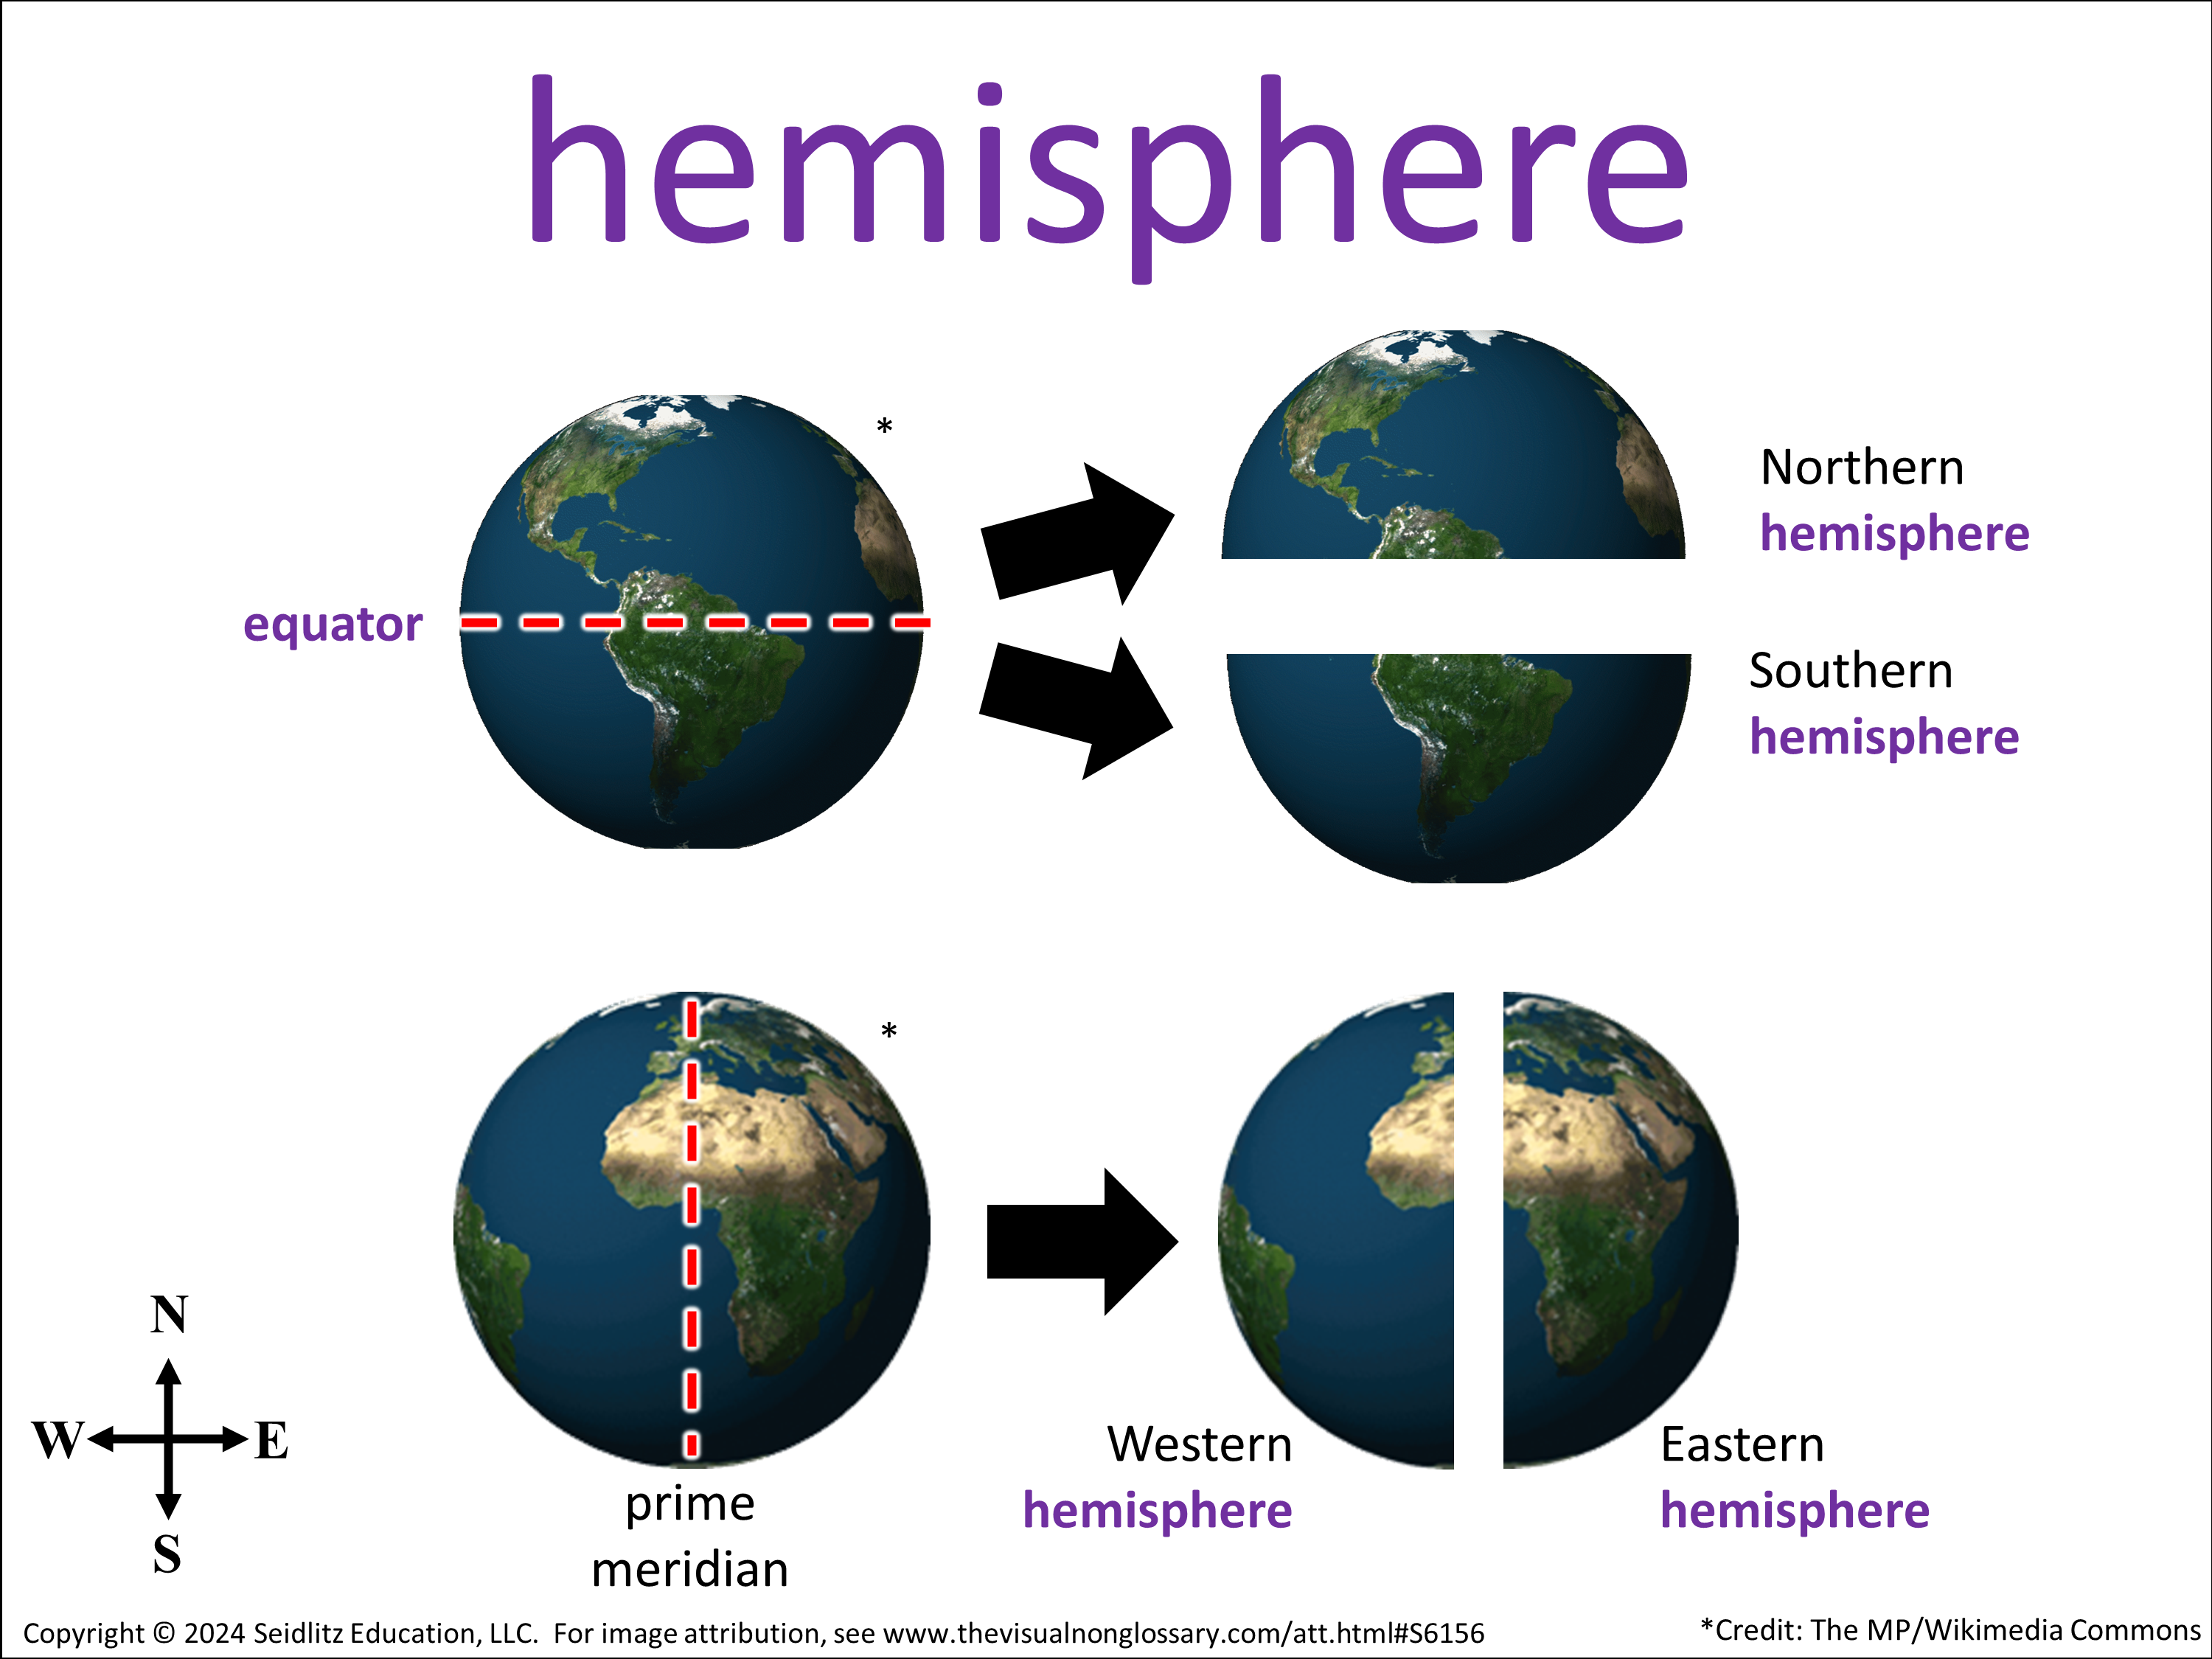 hemisphere
*
Northern
hemisphere
equator
Southern
hemisphere
*
N
W E
S
Western
hemisphere
Eastern
hemisphere
prime
meridian
Copyright © 2024 Seidlitz Education, LLC.  For image attribution, see www.thevisualnonglossary.com/att.html#S6156
*Credit: The MP/Wikimedia Commons